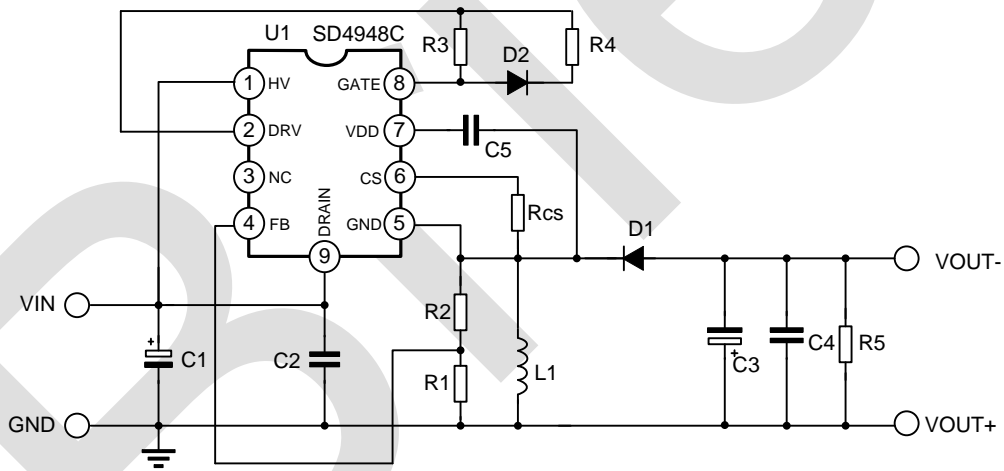 U1 SD4948C
R3
R4
D2
1 HV
GATE 8
2 DRV
VDD 7
C5
3 NC
CS 6
Rcs
4 FB
DRAIN
GND 5
9
D1
VOUT-
VIN
R2
+
C1
C2
R1
L1
+
C3
C4
R5
GND
VOUT+